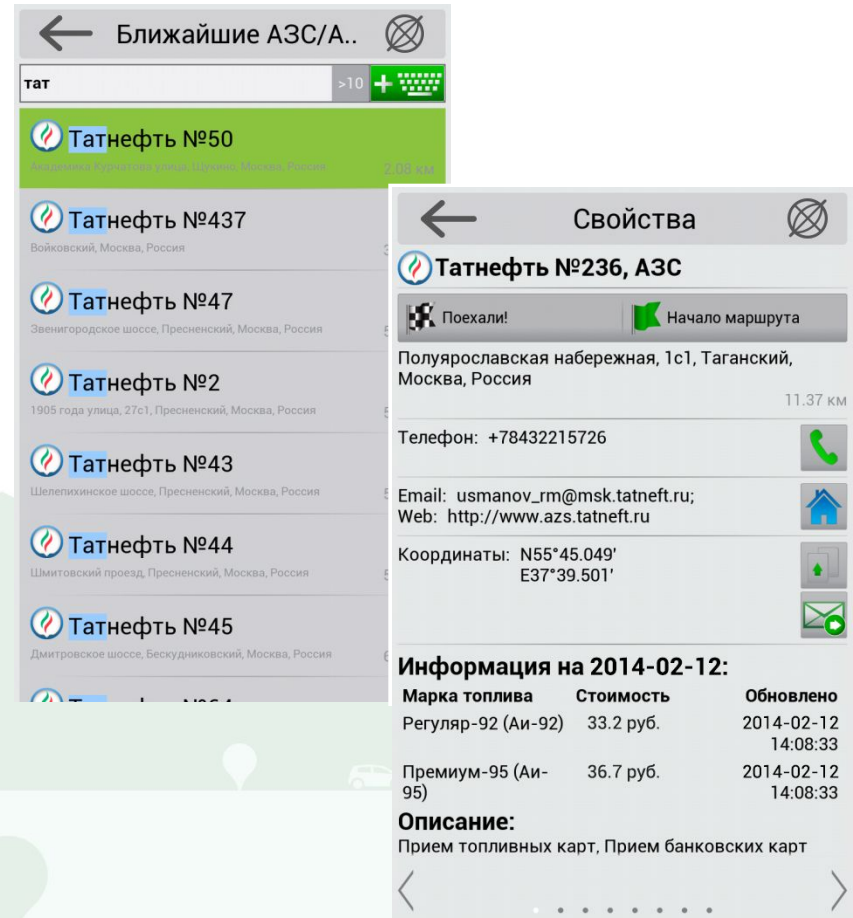 Ближайшие АЗС/А..
тат
>10
Татнефть №50
Академика Курчатова улица, Щукино, Москва, Россия
2.08 км
Татнефть №437
Войковский, Москва, Россия
Татнефть №47
Звенигородское шоссе, Пресненский, Москва, Россия
Татнефть №2
1905 года улица, 27с1, Пресненский, Москва, Россия
Татнефть №43
Шелепихинское шоссе, Пресненский, Москва, Россия
Татнефть №44
Шмитовский проезд, Пресненский, Москва, Россия
Татнефть №45
Дмитровское шоссе, Бескудниковский, Москва, Россия
Свойства
Татнефть №236, АЗС
Поехали!
Начало маршрута
Полуярославская набережная, 1с1, Таганский,
Москва, Россия
11.37 км
Телефон: +78432215726
Email: usmanov_rm@msk.tatneft.ru;
Web: http://www.azs.tatneft.ru
Координаты: N55°45.049'
E37°39.501'
Информация на 2014-02-12:
Марка топлива Стоимость Обновлено
Регуляр-92 (Аи-92) 33.2 руб. 2014-02-12
14:08:33
Премиум-95 (Аи- 36.7 руб. 2014-02-12
95) 14:08:33
Описание:
Прием топливных карт, Прием банковских карт